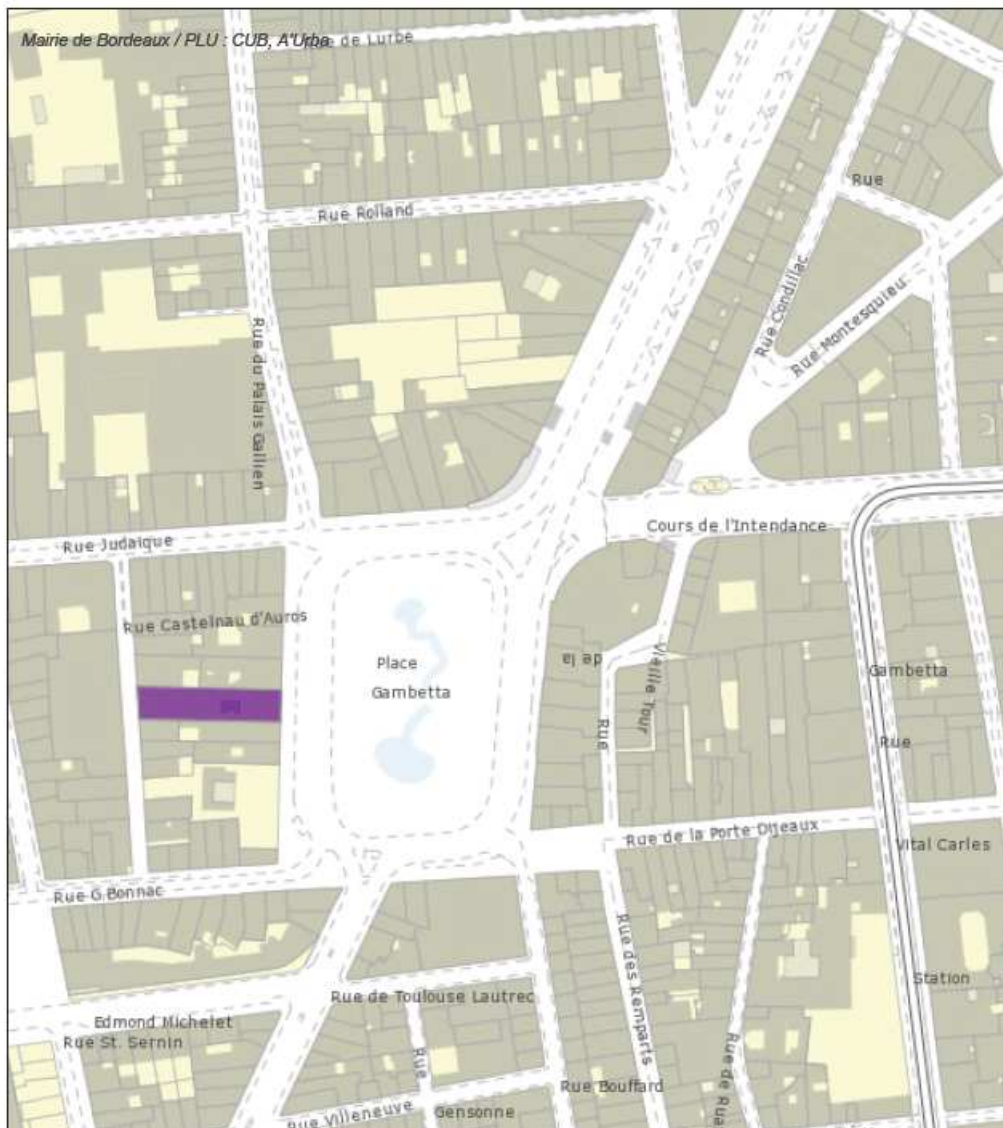 Mairie de Bordeaux / PLU : CUB, A'Urba
Rue de Lurbe
Rue
Rue Rolland
Rue Condillac
Rue Montesquieu
Rue du Palais Gallien
Cours de l'Intendance
Rue Judaique
Rue Castelnau d'Auros
Place
Gambetta
de la
Vieille Tour
Rue
Gambetta
Rue
Rue de la Porte Dijeaux
Vital Carles
Rue G Bonnac
Rue des Remparts
Station
Rue de Toulouse Lautrec
Edmond Michelet
Rue St. Sernin
Rue
Rue de Rua
Rue Bouffard
Rue Villeneuve
Gensonne